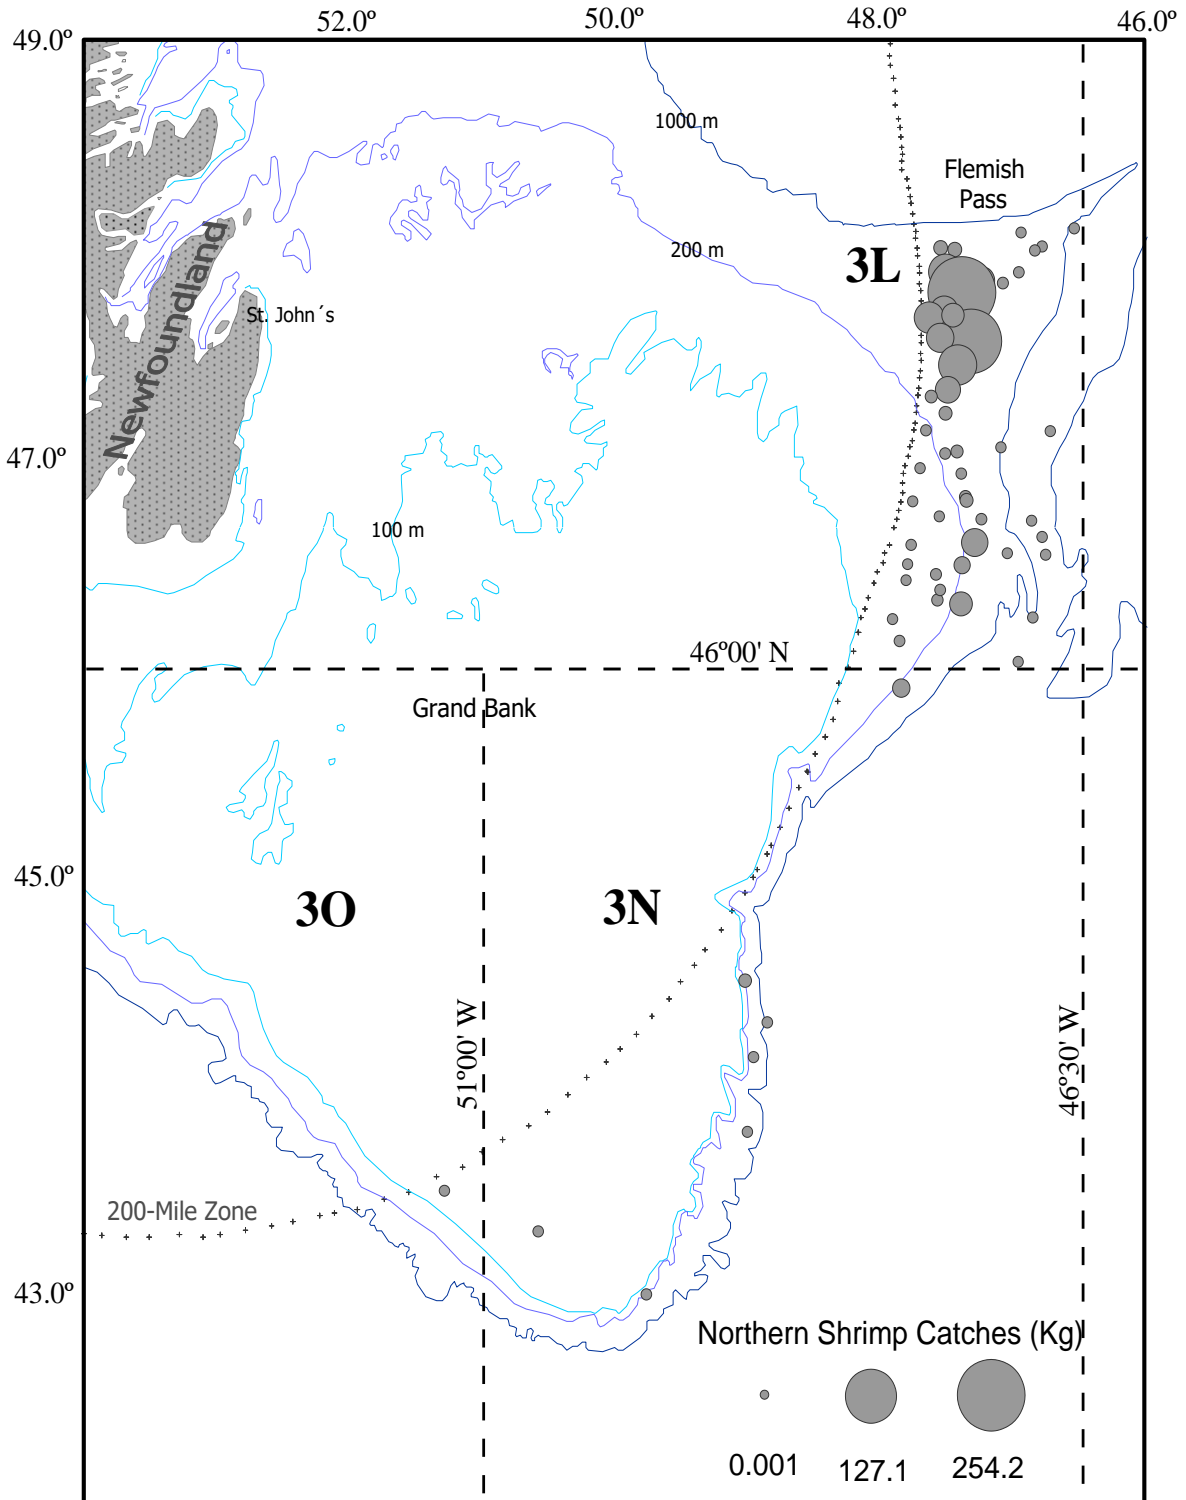 52.0º 50.0º 48.0º 46.0º
49.0º
1000 m
Flemish
Pass
Newfoundland
200 m
3L
St. John´s
47.0º
100 m
46º00' N
Grand Bank
45.0º
3O
3N
51º00' W
46º30' W
200-Mile Zone
43.0º
Northern Shrimp Catches (Kg)
0.001 127.1 254.2